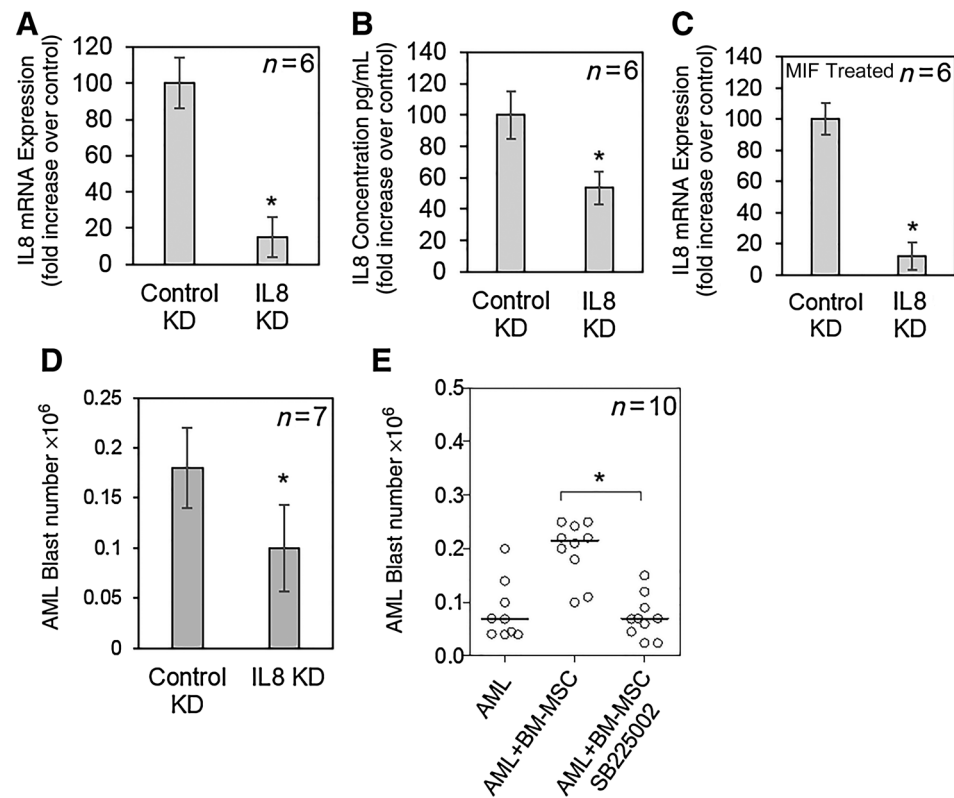 A
IL8 mRNA Expression
(fold increase over control)
120
100
80
60
40
20
0
n=6
*
Control
KD
IL8
KD
B
IL8 Concentration pg/mL
(fold increase over control)
140
120
100
80
60
40
20
0
n=6
*
Control
KD
IL8
KD
C
IL8 mRNA Expression
(fold increase over control)
140
120
100
80
60
40
20
0
MIF Treated n=6
*
Control
KD
IL8
KD
D
AML Blast number ×10⁶
0.25
0.2
0.15
0.1
0.05
0
n=7
*
Control
KD
IL8 KD
E
AML Blast number ×10⁶
0.5
0.4
0.3
0.2
0.1
0.0
n=10
*
AML
AML+BM-MSC
AML+BM-MSC
SB225002